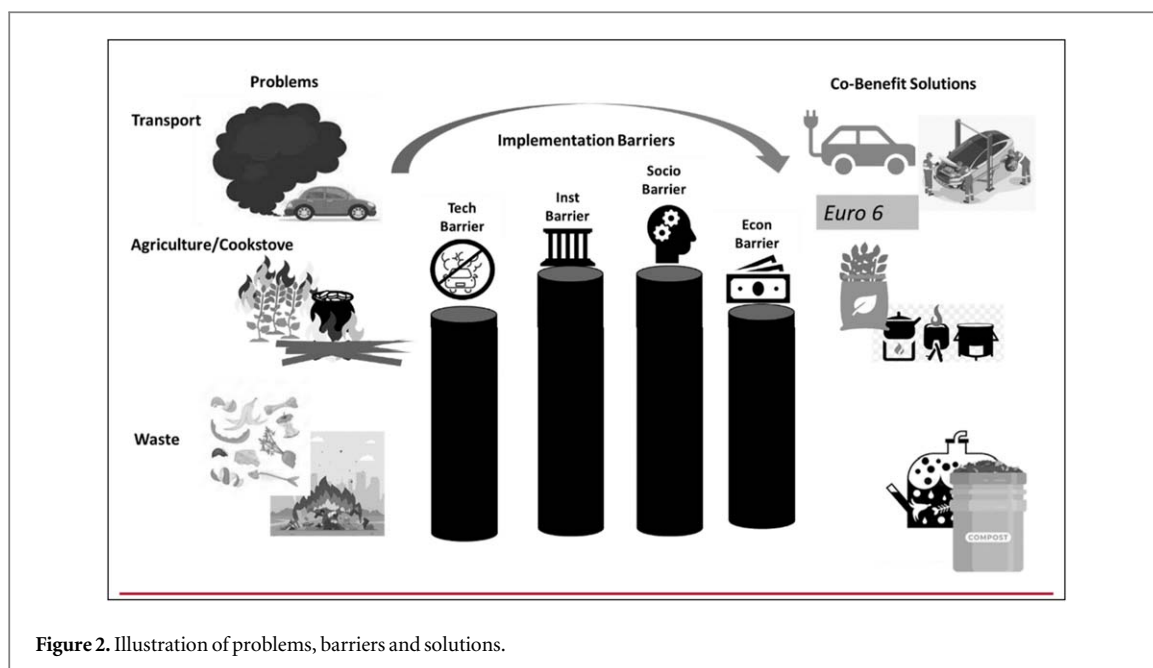 Problems
Co-Benefit Solutions
Transport
Implementation Barriers
Tech
Barrier
Inst
Barrier
Socio
Barrier
Econ
Barrier
Euro 6
Agriculture/Cookstove
Waste
COMPOST
Figure 2. Illustration of problems, barriers and solutions.